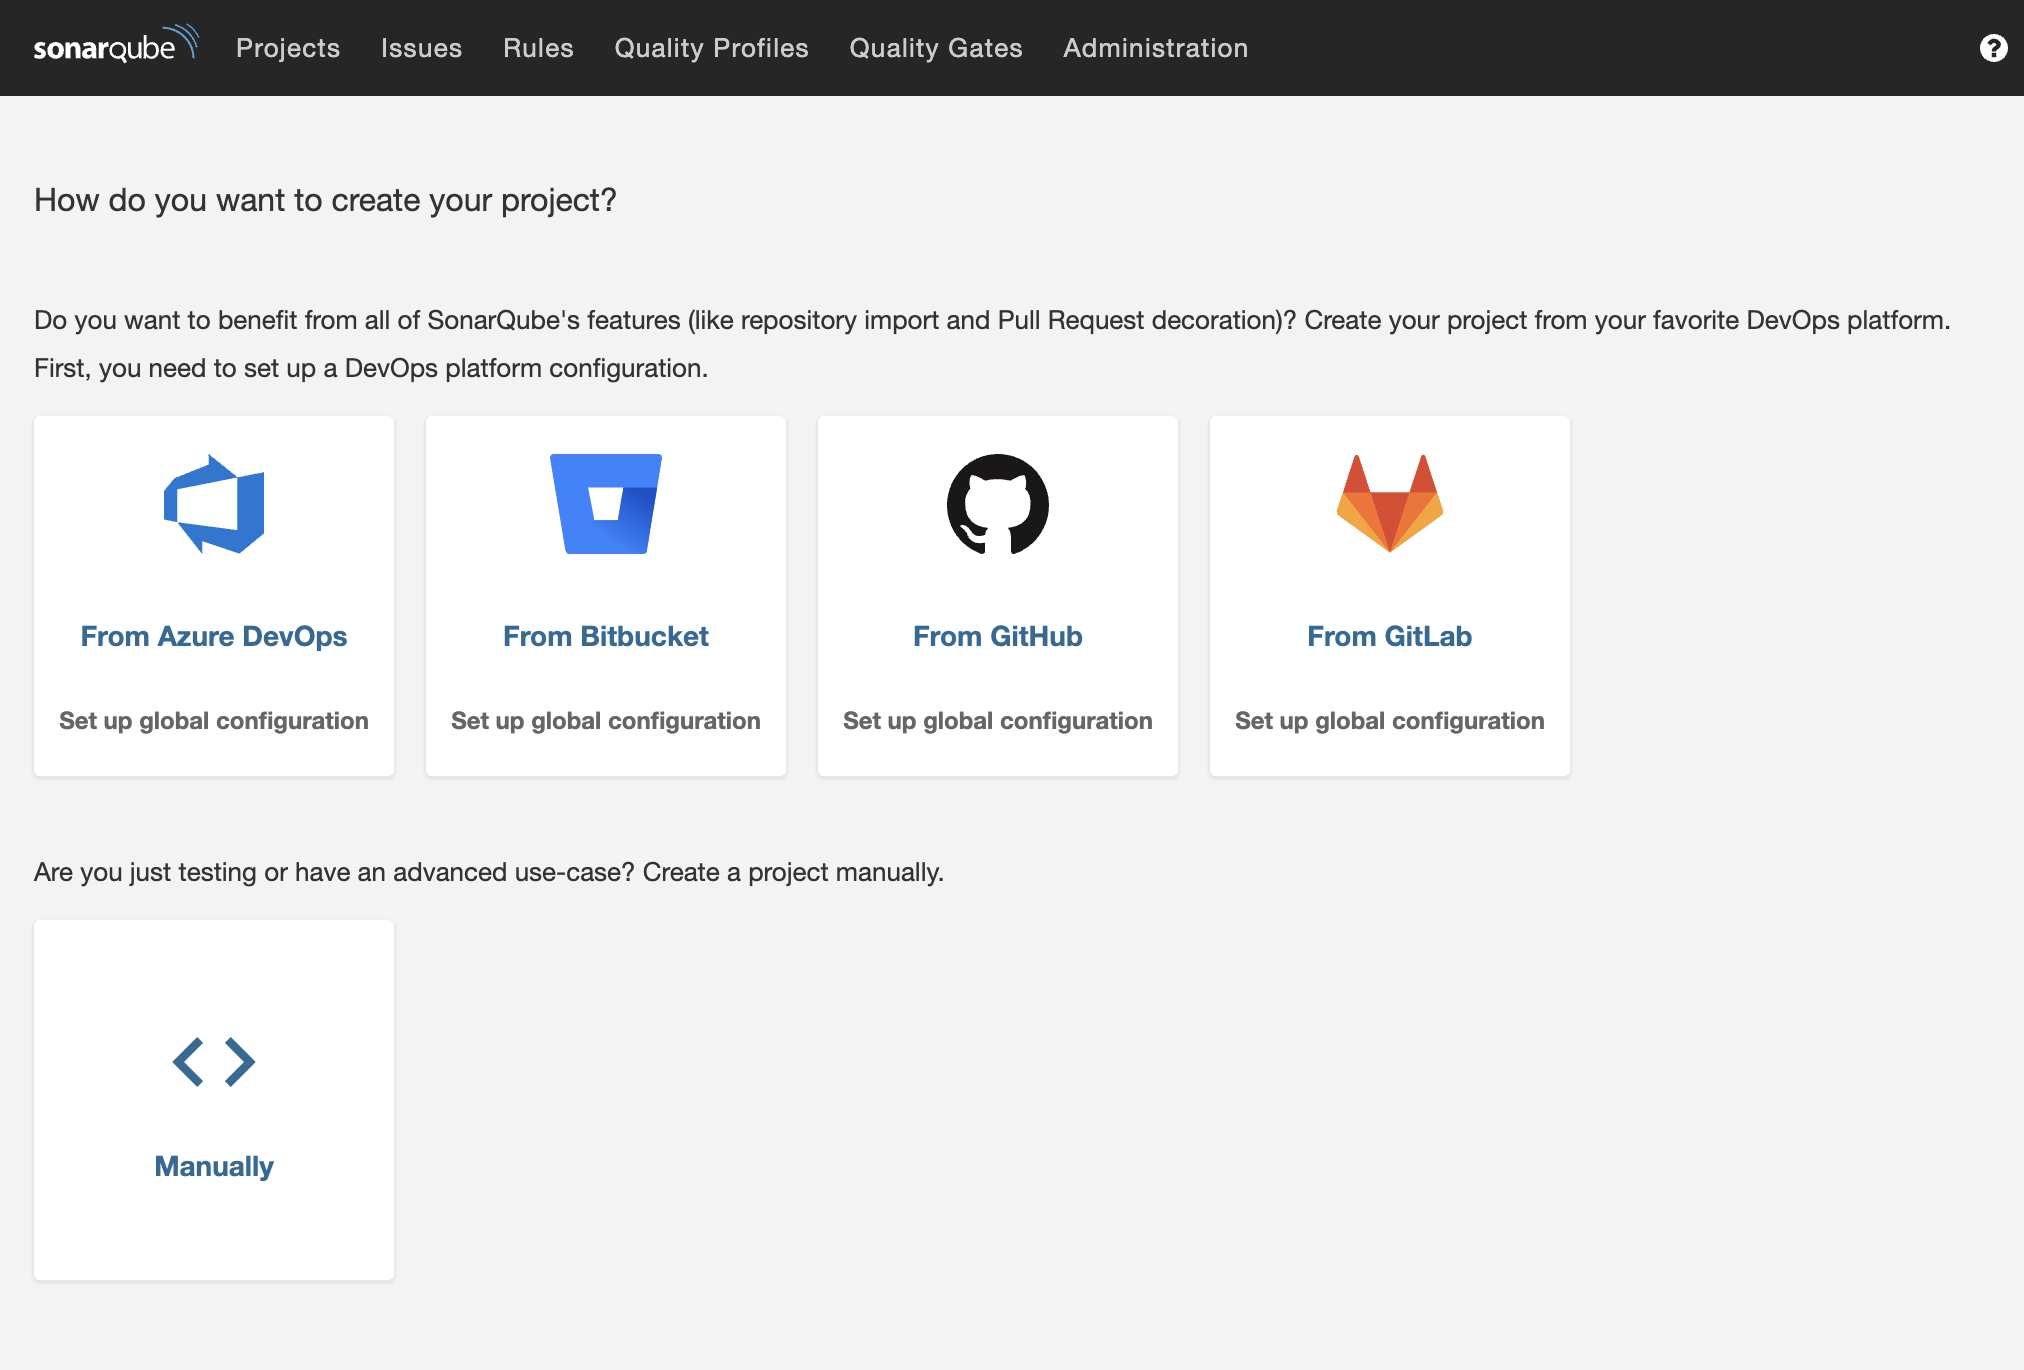 sonarqube Projects Issues Rules Quality Profiles Quality Gates Administration ?
How do you want to create your project?
Do you want to benefit from all of SonarQube's features (like repository import and Pull Request decoration)? Create your project from your favorite DevOps platform.
First, you need to set up a DevOps platform configuration.
From Azure DevOps From Bitbucket From GitHub From GitLab
Set up global configuration Set up global configuration Set up global configuration Set up global configuration
Are you just testing or have an advanced use-case? Create a project manually.
Manually